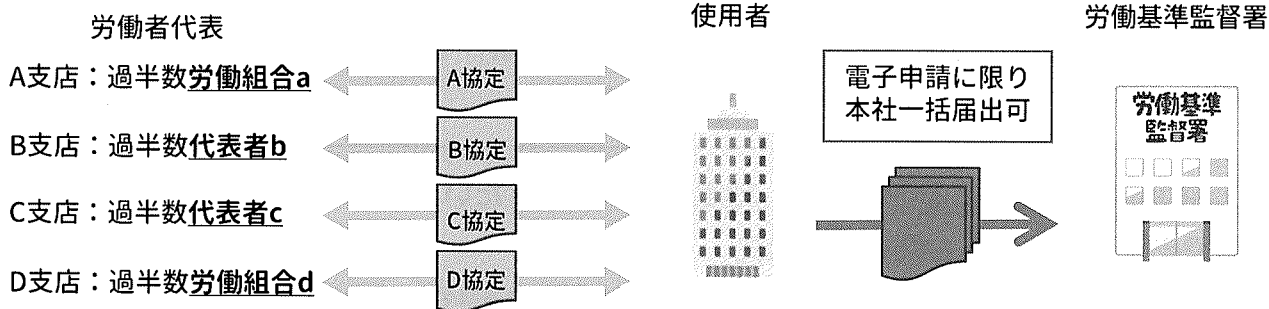 労働者代表
使用者
労働基準監督署
A支店：過半数労働組合a
A協定
B支店：過半数代表者b
B協定
C支店：過半数代表者c
C協定
D支店：過半数労働組合d
D協定
電子申請に限り
本社一括届出可
労働基準
監督署